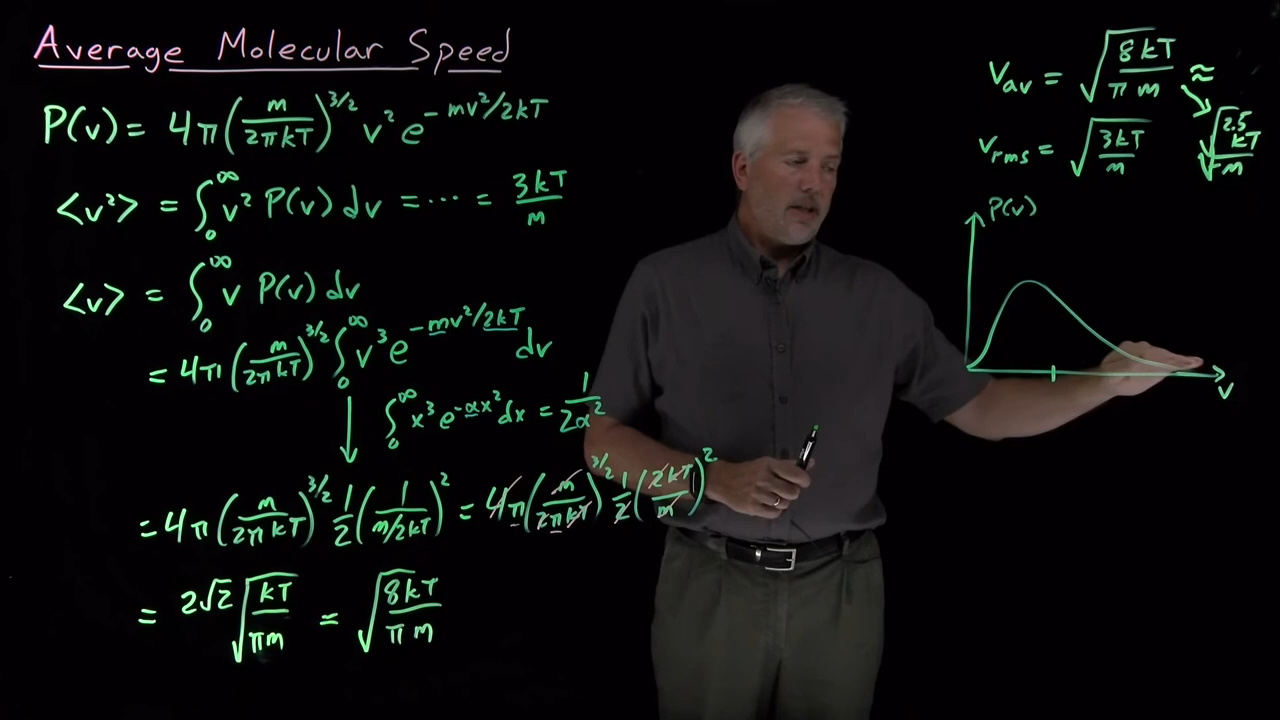 Average Molecular Speed
P(v) = 4π(m/2πkT)^3/2 v² e^-mv²/2kT
<v²> = ∫₀^∞ v² P(v) dv = ··· = 3kT/m
<v> = ∫₀^∞ v P(v) dv
= 4π(m/2πkT)^3/2 ∫₀^∞ v³ e^-mv²/2kT dv
↓ ∫₀^∞ x³ e^-αx² dx = 1/2α²
= 4π(m/2πkT)^3/2 1/2 (1/m/2kT)² = 4π(m/2πkT)^3/2 1/2 (2kT/m)²
= 2√2 √kT/πm = √8kT/πm
v_av = √8kT/πm ≈ √2.5kT/m
v_rms = √3kT/m
P(v)
v